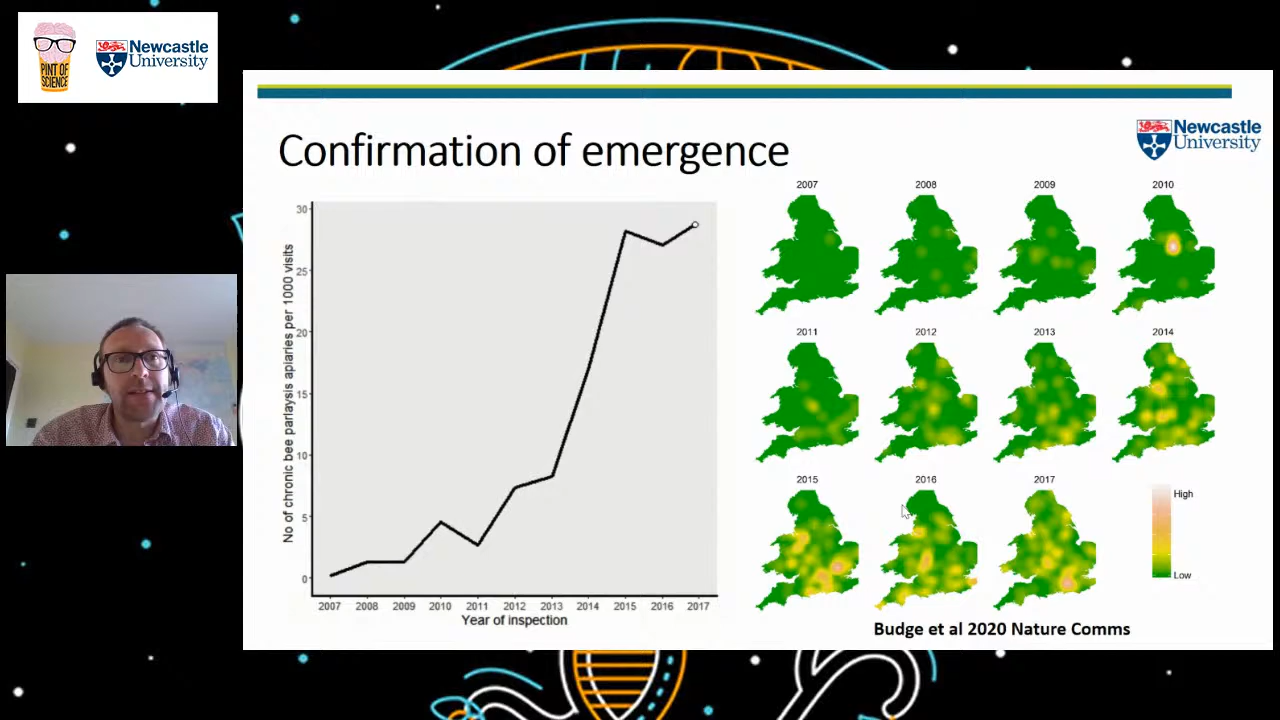 PINT OF
SCIENCE
Newcastle
University
Confirmation of emergence
Newcastle
University
No of chronic bee parlaysis apiaries per 1000 visits
30
25
20
15
10
5
0
2007 2008 2009 2010 2011 2012 2013 2014 2015 2016 2017
Year of inspection
2007 2008 2009 2010
2011 2012 2013 2014
2015 2016 2017
High
Low
Budge et al 2020 Nature Comms